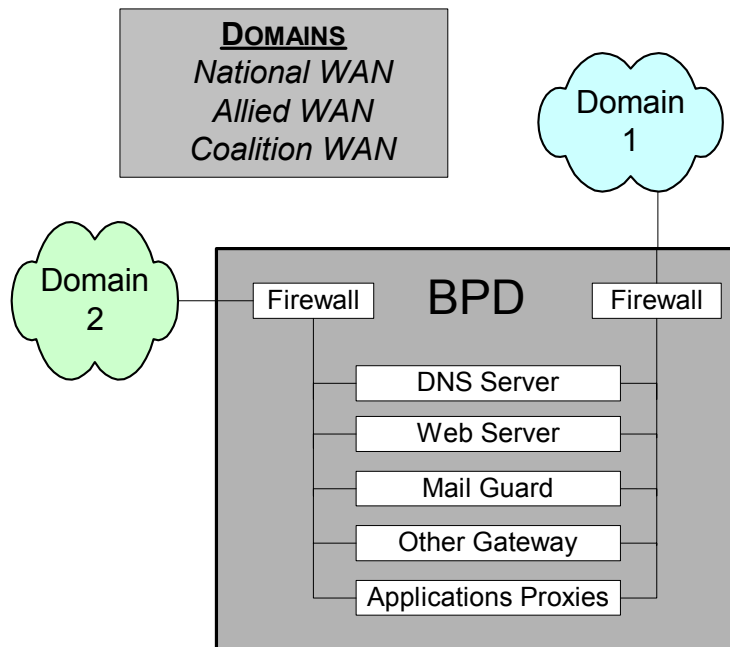 DOMAINS
National WAN
Allied WAN
Coalition WAN
Domain
1
Domain
2
BPD
Firewall
Firewall
DNS Server
Web Server
Mail Guard
Other Gateway
Applications Proxies